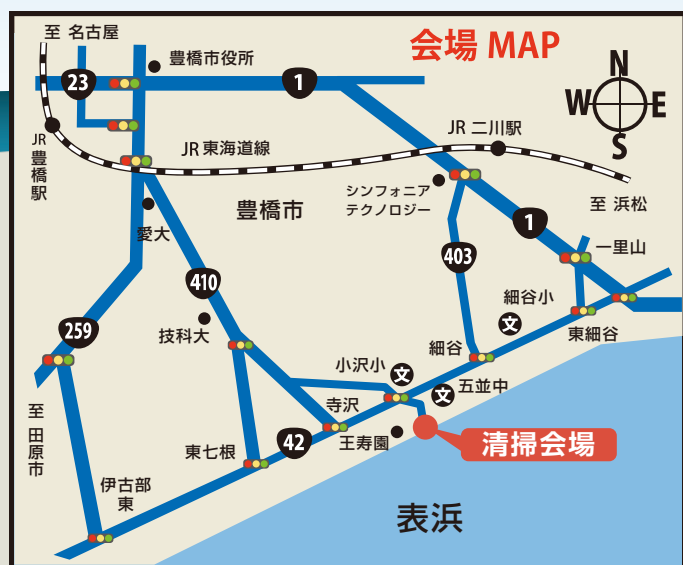 至 名古屋
会場 MAP
豊橋市役所
23
1
N
W
E
S
JR
豊橋駅
JR 東海道線
JR 二川駅
シンフォニア
テクノロジー
至 浜松
豊橋市
愛大
1
一里山
403
410
細谷小
文
259
技科大
東細谷
細谷
小沢小
文
五並中
文
至 田原市
寺沢
42
王寿園
東七根
清掃会場
伊古部
東
表浜